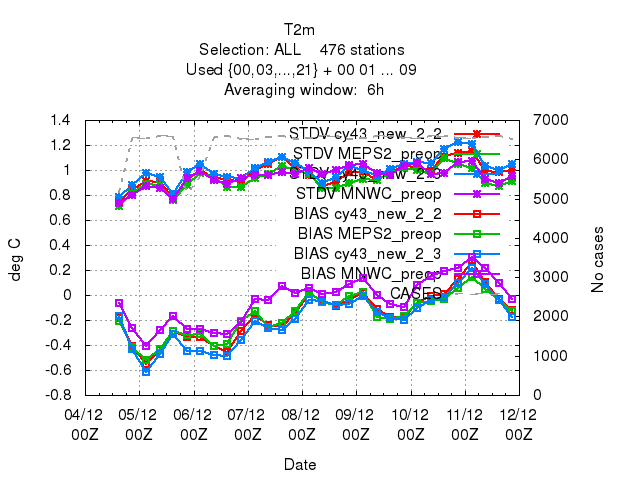 T2m
Selection: ALL 476 stations
Used {00,03,...,21} + 00 01 ... 09
Averaging window: 6h
1.4
1.2
1
0.8
0.6
0.4
0.2
0
-0.2
-0.4
-0.6
-0.8
deg C
7000
6000
5000
4000
3000
2000
1000
0
No cases
STDV cy43_new_2_2
STDV MEPS2_preop
STDV cy43_new_2_3
STDV MNWC_preop
BIAS cy43_new_2_2
BIAS MEPS2_preop
BIAS cy43_new_2_3
BIAS MNWC_preop
CASES
04/12 05/12 06/12 07/12 08/12 09/12 10/12 11/12 12/12
00Z 00Z 00Z 00Z 00Z 00Z 00Z 00Z 00Z
Date